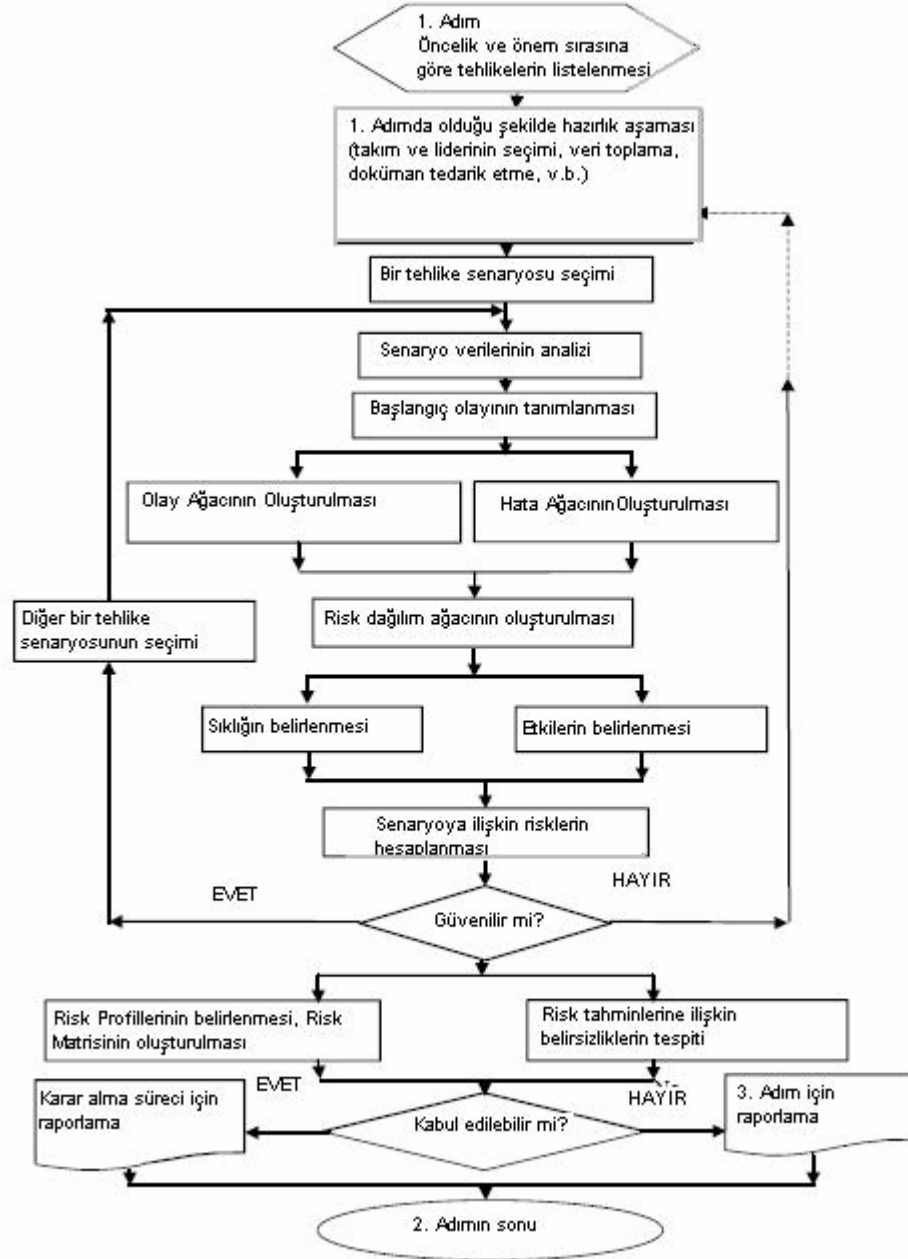 1. Adım
Öncelik ve önem sırasına
göre tehlikelerin listelenmesi
1. Adımda olduğu şekilde hazırlık aşaması
(takım ve liderinin seçimi, veri toplama,
doküman tedarik etme, v.b.)
Bir tehlike senaryosu seçimi
Senaryo verilerinin analizi
Başlangıç olayının tanımlanması
Olay Ağacının Oluşturulması
Hata Ağacının Oluşturulması
Diğer bir tehlike
senaryosunun seçimi
Risk dağılım ağacının oluşturulması
Sıklığın belirlenmesi
Etkilerin belirlenmesi
Senaryoya ilişkin risklerin
hesaplanması
EVET
HAYIR
Güvenilir mi?
Risk Profillerinin belirlenmesi, Risk
Matrisinin oluşturulması
Risk tahminlerine ilişkin
belirsizliklerin tespiti
EVET
HAYIR
Karar alma süreci için
raporlama
Kabul edilebilir mi?
3. Adım için
raporlama
2. Adımın sonu